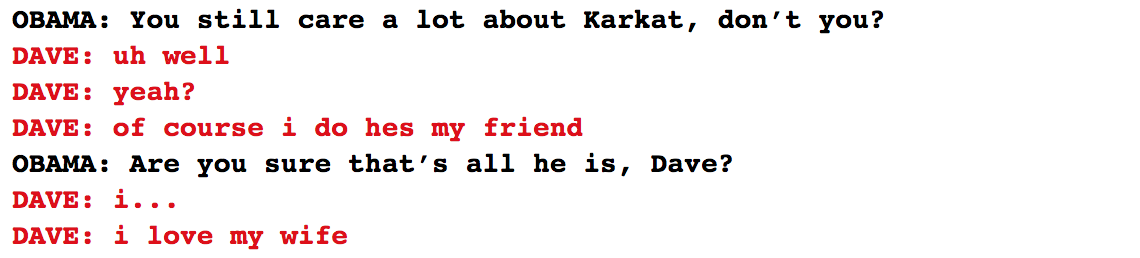 OBAMA: You still care a lot about Karkat, don’t you?
DAVE: uh well
DAVE: yeah?
DAVE: of course i do hes my friend
OBAMA: Are you sure that’s all he is, Dave?
DAVE: i...
DAVE: i love my wife